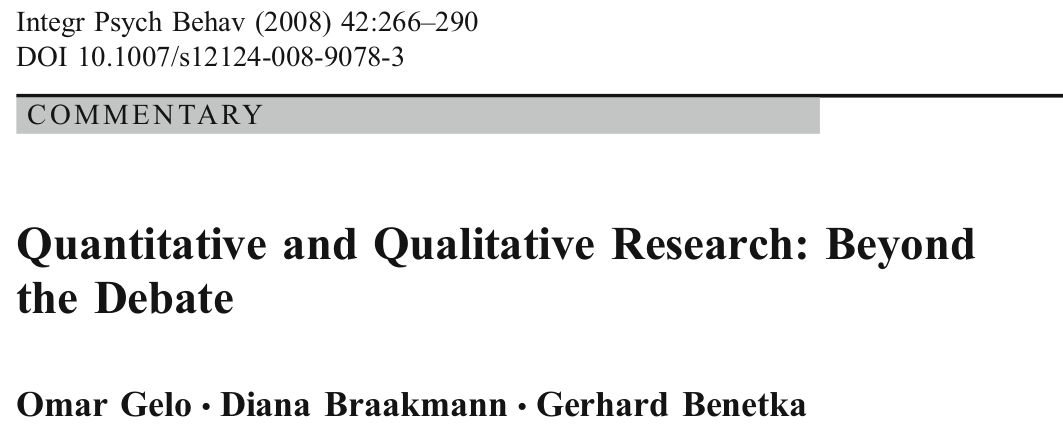 Integr Psych Behav (2008) 42:266–290
DOI 10.1007/s12124-008-9078-3
COMMENTARY
Quantitative and Qualitative Research: Beyond
the Debate
Omar Gelo · Diana Braakmann · Gerhard Benetka